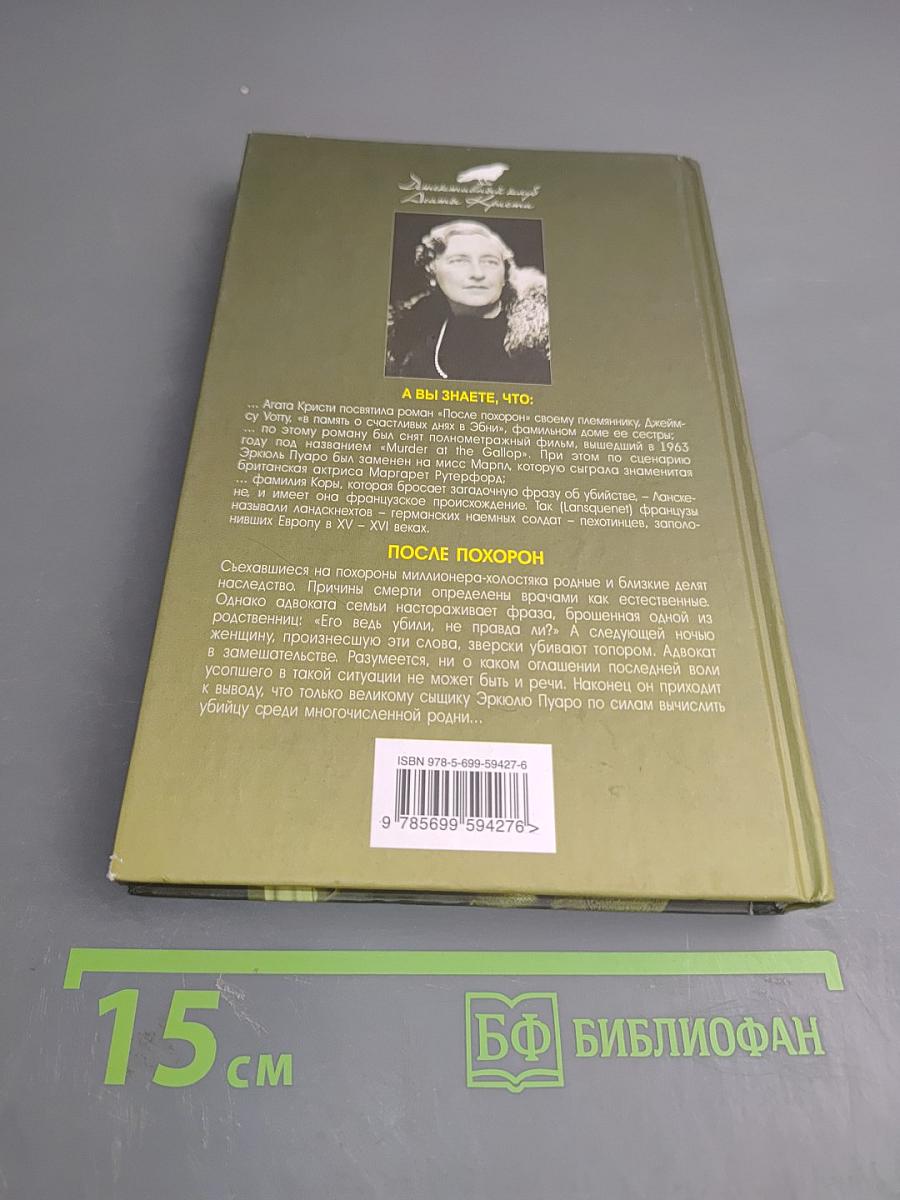 Детективный клуб
Агаты Кристи
А ВЫ ЗНАЕТЕ, ЧТО:
... Агата Кристи посвятила роман «После похорон» своему племяннику, Джейм-
су Уотту, «в память о счастливых днях в Эбни», фамильном доме ее сестры;
... по этому роману был снят полнометражный фильм, вышедший в 1963
году под названием «Murder at the Gallop». При этом по сценарию
Эркюль Пуаро был заменен на мисс Марпл, которую сыграла знаменитая
британская актриса Маргарет Рутерфорд;
... фамилия Коры, которая бросает загадочную фразу об убийстве, – Ланске-
не, и имеет она французское происхождение. Так (Lansquenet) французы
называли ландскнехтов – германских наемных солдат – пехотинцев, запо ло-
нивших Европу в XV – XVI веках.
ПОСЛЕ ПОХОРОН
Съехавшиеся на похороны миллионера-холостяка родные и близкие делят
наследство. Причины смерти определены врачами как естественные.
Однако адвоката семьи настораживает фраза, брошенная одной из
родственниц: «Его ведь убили, не правда ли?» А следующей ночью
женщину, произнесшую эти слова, зверски убивают топором. Адвокат
в замешательстве. Разумеется, ни о каком оглашении последней воли
усопшего в такой ситуации не может быть и речи. Наконец он приходит
к выводу, что только великому сыщику Эркюлю Пуаро по силам вычислить
убийцу среди многочисленной родни...
ISBN 978-5-699-59427-6
9 785699 594276>
15 см
БФ БИБЛИОФАН